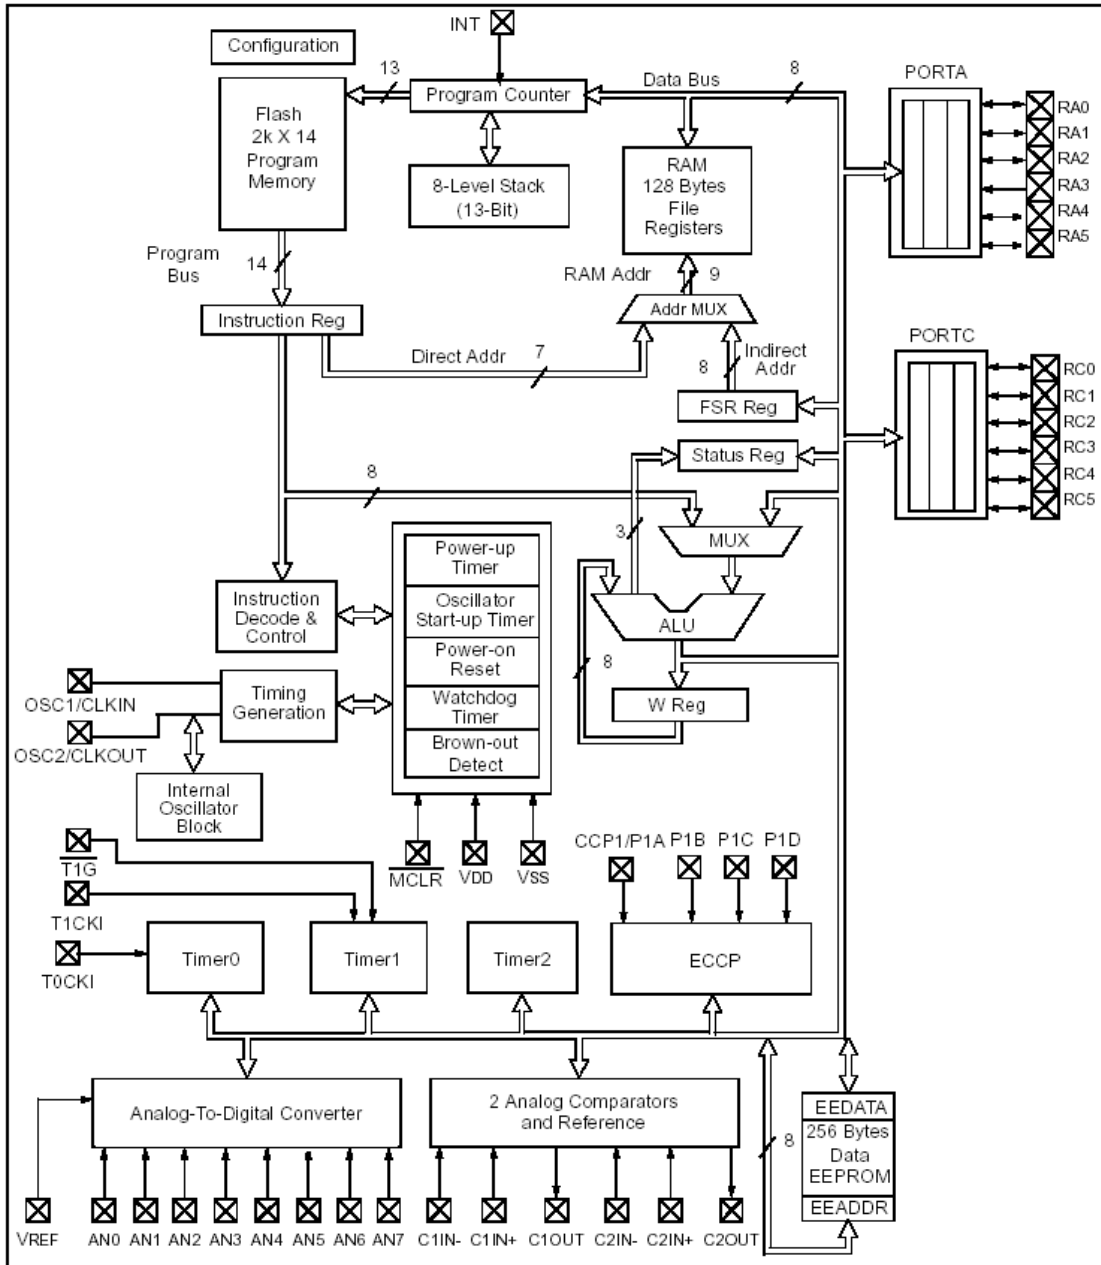 INT
Configuration
13
Program Counter
Data Bus
8
PORTA
Flash
2k X 14
Program
Memory
8-Level Stack
(13-Bit)
RAM
128 Bytes
File
Registers
RA0
RA1
RA2
RA3
RA4
RA5
Program
Bus
14
RAM Addr
9
Addr MUX
Instruction Reg
Direct Addr
7
8
Indirect
Addr
FSR Reg
PORTC
RC0
RC1
RC2
RC3
RC4
RC5
Status Reg
8
3
MUX
Power-up
Timer
Oscillator
Start-up Timer
Power-on
Reset
Watchdog
Timer
Brown-out
Detect
Instruction
Decode &
Control
ALU
8
W Reg
OSC1/CLKIN
OSC2/CLKOUT
Timing
Generation
Internal
Oscillator
Block
T1G
T1CKI
T0CKI
MCLR
VDD
VSS
CCP1/P1A
P1B
P1C
P1D
Timer0
Timer1
Timer2
ECCP
Analog-To-Digital Converter
2 Analog Comparators
and Reference
8
EEDATA
256 Bytes
Data
EEPROM
EEADDR
VREF
AN0
AN1
AN2
AN3
AN4
AN5
AN6
AN7
C1IN-
C1IN+
C1OUT
C2IN-
C2IN+
C2OUT